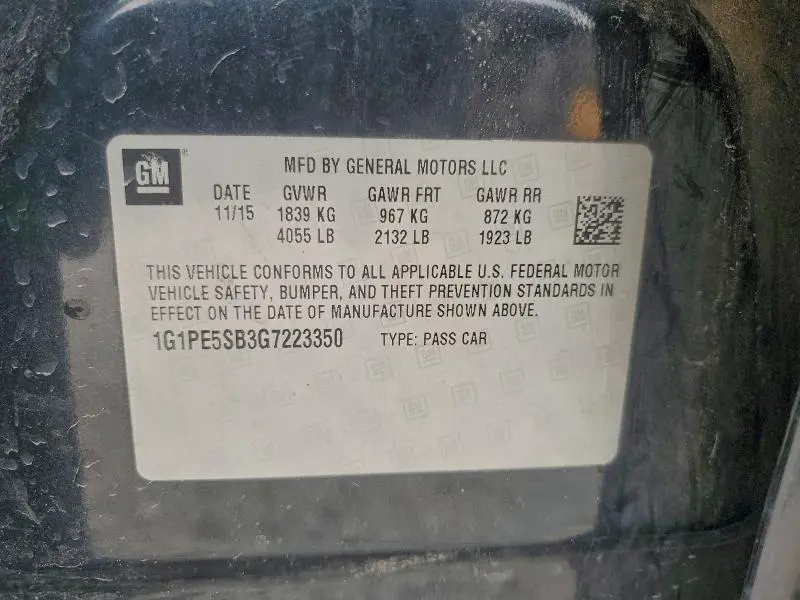 GM
MFD BY GENERAL MOTORS LLC
DATE GVWR GAWR FRT GAWR RR
11/15 1839 KG 967 KG 872 KG
4055 LB 2132 LB 1923 LB
THIS VEHICLE CONFORMS TO ALL APPLICABLE U.S. FEDERAL MOTOR
VEHICLE SAFETY, BUMPER, AND THEFT PREVENTION STANDARDS IN
EFFECT ON THE DATE OF MANUFACTURE SHOWN ABOVE.
1G1PE5SB3G7223350 TYPE: PASS CAR